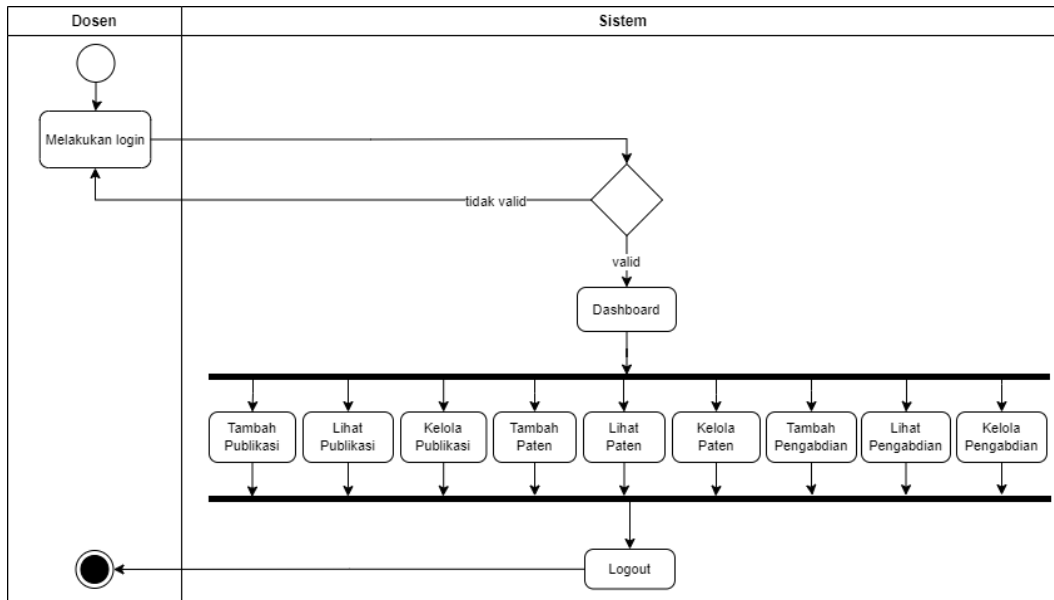 Dosen
Sistem
Melakukan login
tidak valid
valid
Dashboard
Tambah
Publikasi
Lihat
Publikasi
Kelola
Publikasi
Tambah
Paten
Lihat
Paten
Kelola
Paten
Tambah
Pengabdian
Lihat
Pengabdian
Kelola
Pengabdian
Logout